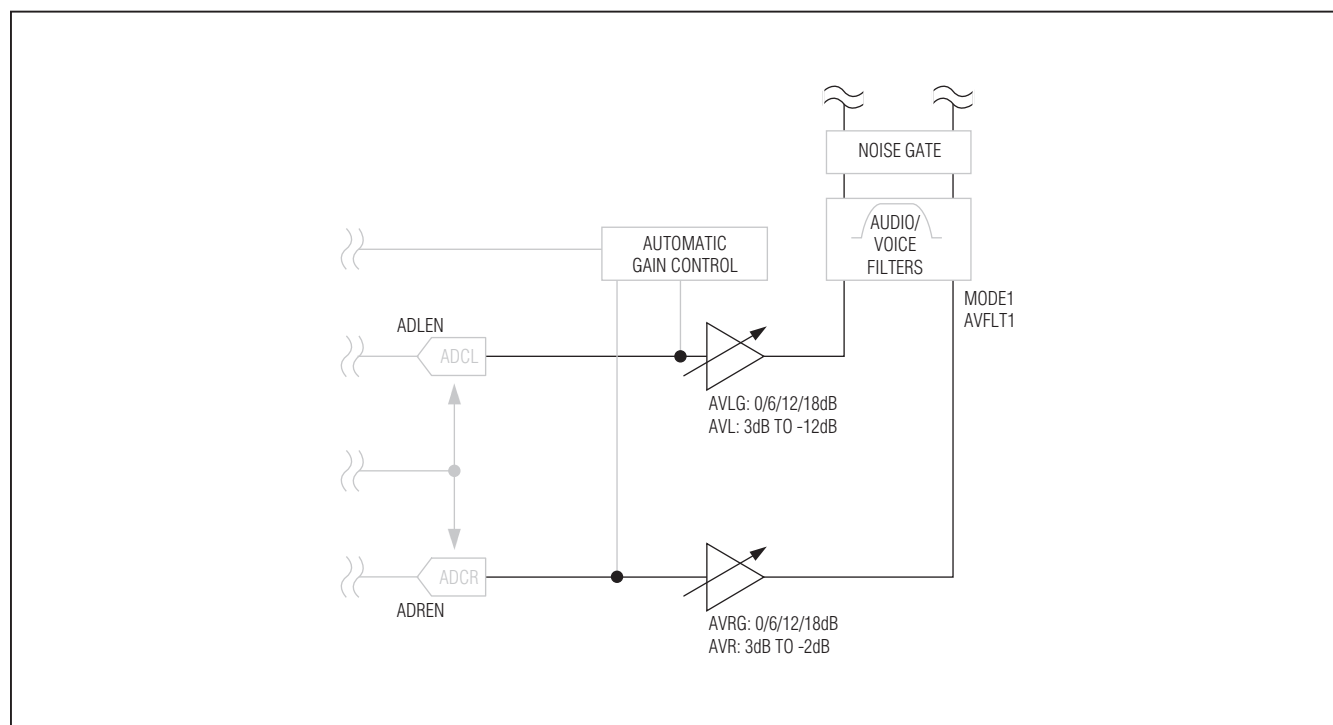 NOISE GATE
AUDIO/
VOICE
FILTERS
AUTOMATIC
GAIN CONTROL
MODE1
AVFLT1
ADLEN
ADCL
AVLG: 0/6/12/18dB
AVL: 3dB TO -12dB
ADCR
ADREN
AVRG: 0/6/12/18dB
AVR: 3dB TO -2dB